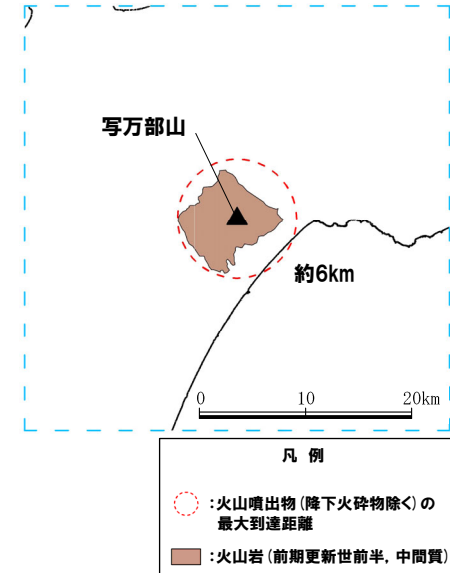 写万部山
約6km
0 10 20km
凡 例
:火山噴出物(降下火砕物除く)の
最大到達距離
:火山岩(前期更新世前半, 中間質)